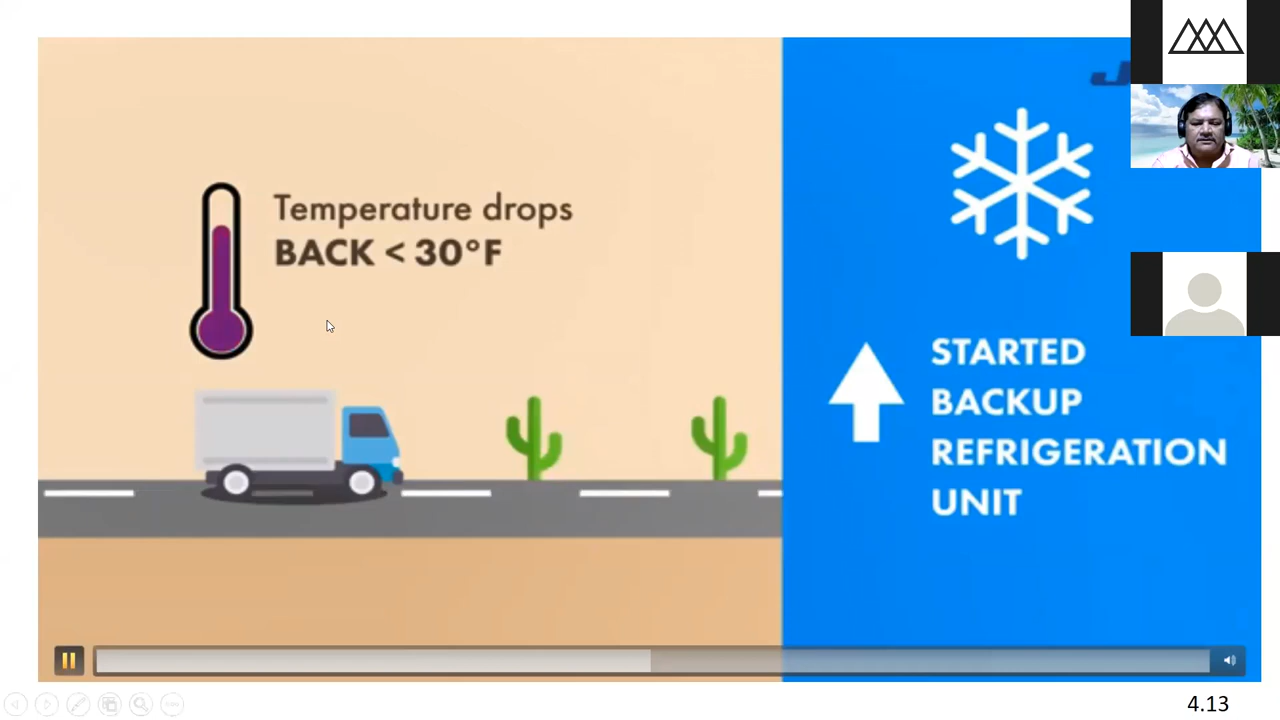 Temperature drops
BACK < 30°F
STARTED
BACKUP
REFRIGERATION
UNIT
4.13